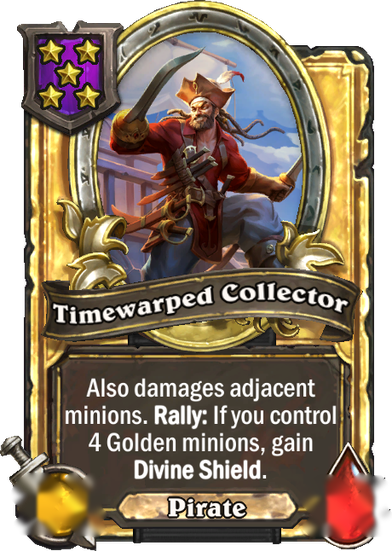 Timewarped Collector
Also damages adjacent
minions. Rally: If you control
4 Golden minions, gain
Divine Shield.
Pirate